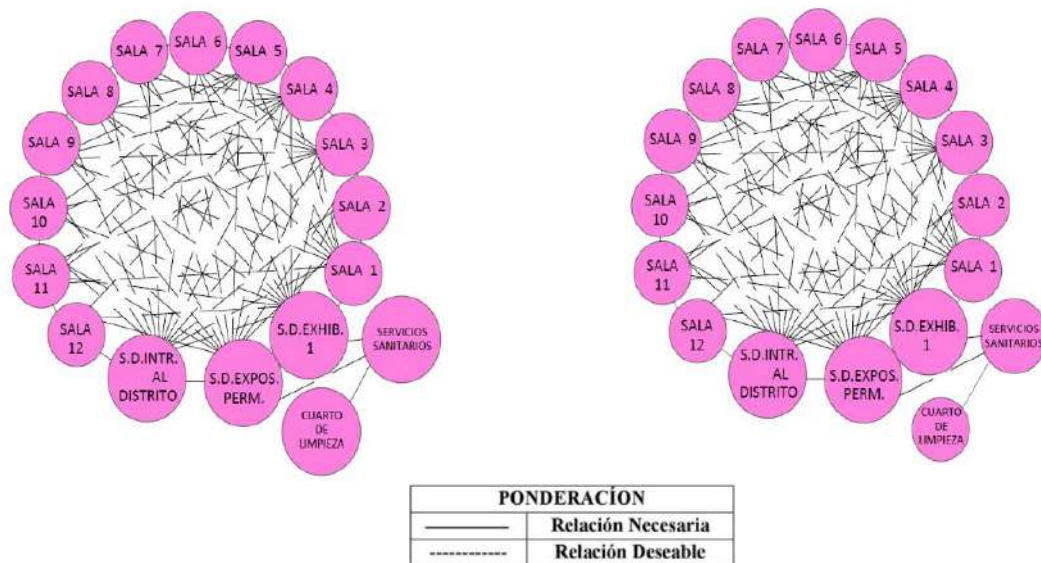 SALA 6
SALA 7
SALA 5
SALA 8
SALA 4
SALA 9
SALA 3
SALA
10
SALA 2
SALA
11
SALA 1
SALA
12
S.D.EXHIB.
1
SERVICIOS
SANITARIOS
S.D.INTR.
AL
DISTRITO
S.D.EXPOS.
PERM.
CUARTO
DE
LIMPIEZA
SALA 6
SALA 7
SALA 5
SALA 8
SALA 4
SALA 9
SALA 3
SALA
10
SALA 2
SALA
11
SALA 1
SALA
12
S.D.EXHIB.
1
SERVICIOS
SANITARIOS
S.D.INTR.
AL
DISTRITO
S.D.EXPOS.
PERM.
CUARTO
DE
LIMPIEZA
PONDERACÍON
Relación Necesaria
Relación Deseable